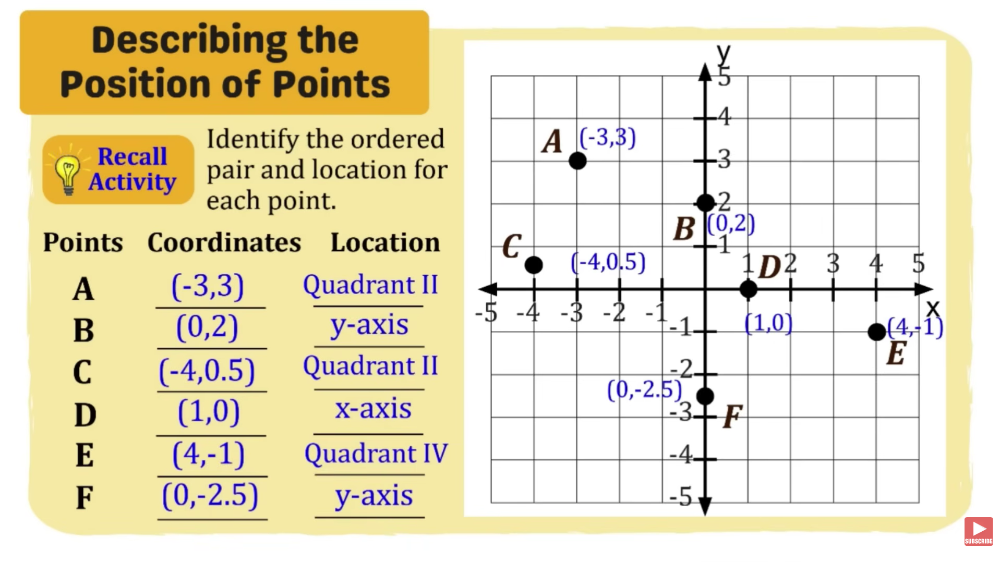 Describing the
Position of Points
Recall
Activity
Identify the ordered
pair and location for
each point.
Points Coordinates Location
A (-3,3) Quadrant II
B (0,2) y-axis
C (-4,0.5) Quadrant II
D (1,0) x-axis
E (4,-1) Quadrant IV
F (0,-2.5) y-axis
y
5
4
A (-3,3)
3
2
B (0,2)
1
C (-4,0.5)
1 D 2 3 4 5
-5 -4 -3 -2 -1
x
-1 (1,0) (4,-1)
E
-2
(0,-2.5)
-3 F
-4
-5
SUBSCRIBE